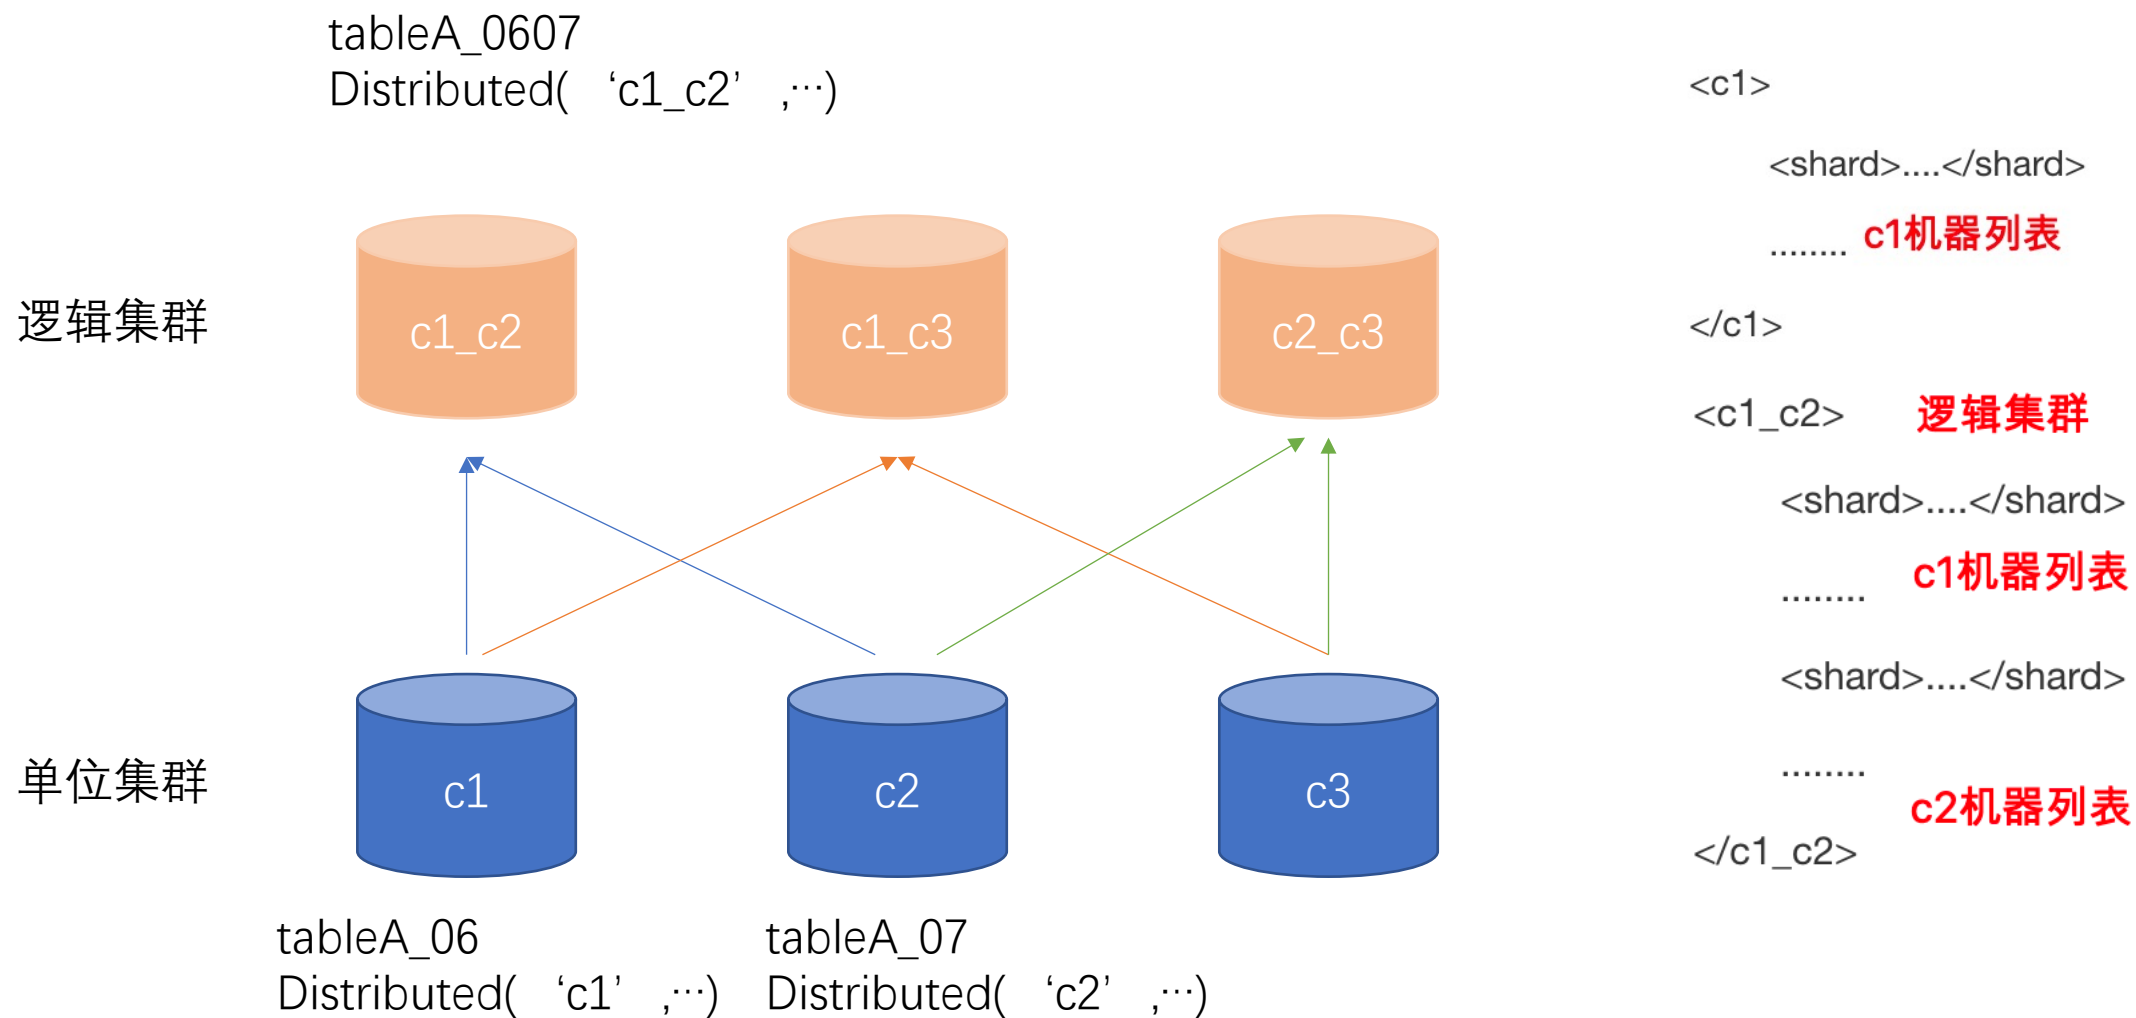 tableA_0607
Distributed( ‘c1_c2’ ,…)
逻辑集群
c1_c2
c1_c3
c2_c3
单位集群
c1
c2
c3
tableA_06
Distributed( ‘c1’ ,…)
tableA_07
Distributed( ‘c2’ ,…)
<c1>
<shard>....</shard>
........ c1机器列表
</c1>
<c1_c2> 逻辑集群
<shard>....</shard>
........ c1机器列表
<shard>....</shard>
........
c2机器列表
</c1_c2>